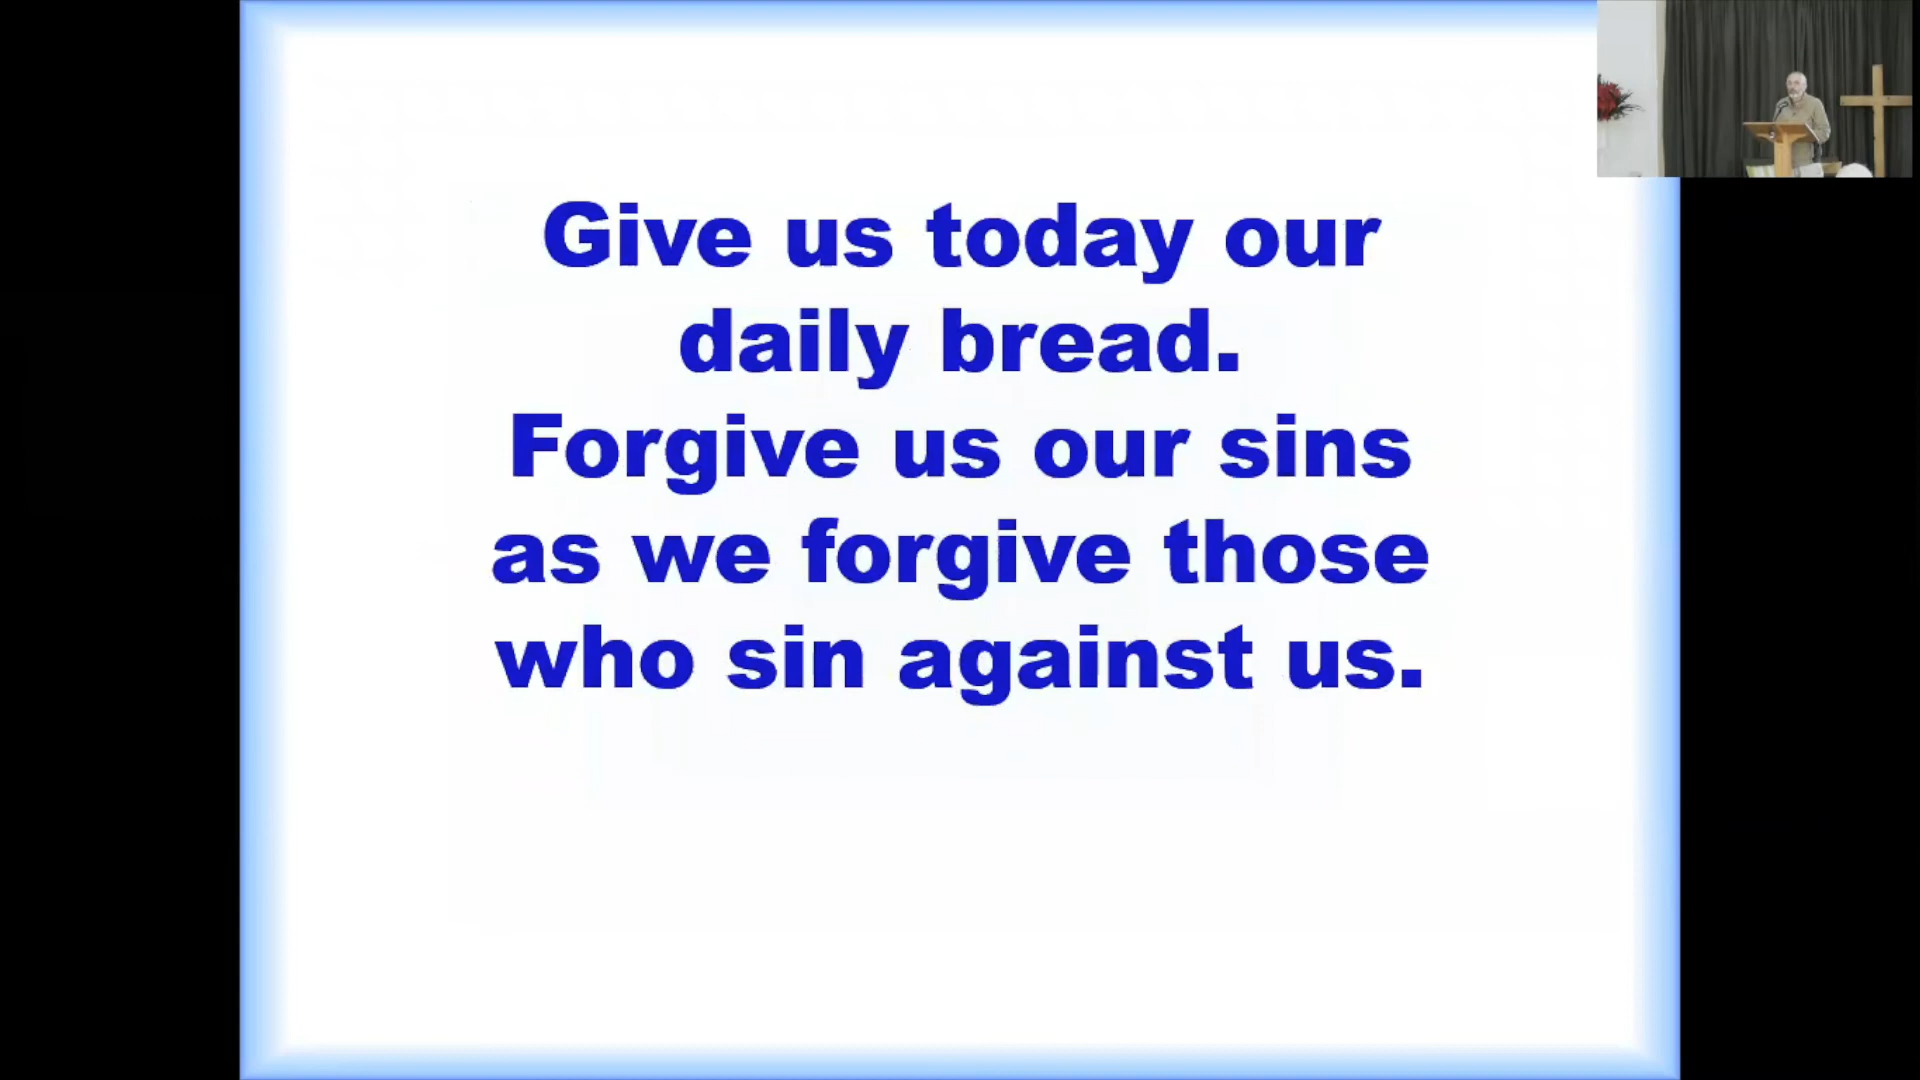 Give us today our
daily bread.
Forgive us our sins
as we forgive those
who sin against us.